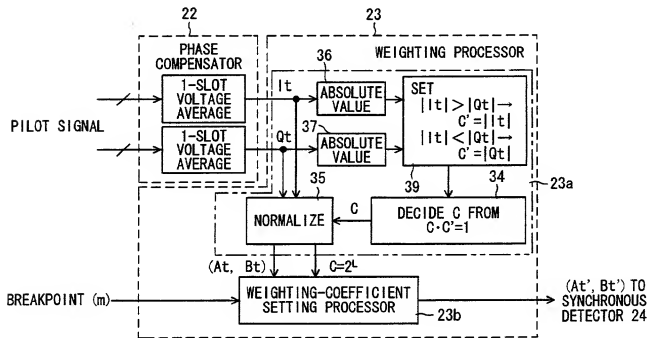 22
23
PHASE
COMPENSATOR
WEIGHTING PROCESSOR
36
1-SLOT
VOLTAGE
AVERAGE
It
ABSOLUTE
VALUE
SET
|It|>|Qt|→
C'=|It|
|It|<|Qt|→
C'=|Qt|
PILOT SIGNAL
37
1-SLOT
VOLTAGE
AVERAGE
Qt
ABSOLUTE
VALUE
39
34
23a
35
NORMALIZE
C
DECIDE C FROM
C·C'=1
(At, Bt)
C=2^L
BREAKPOINT (m)
WEIGHTING-COEFFICIENT
SETTING PROCESSOR
23b
(At', Bt') TO
SYNCHRONOUS
DETECTOR 24